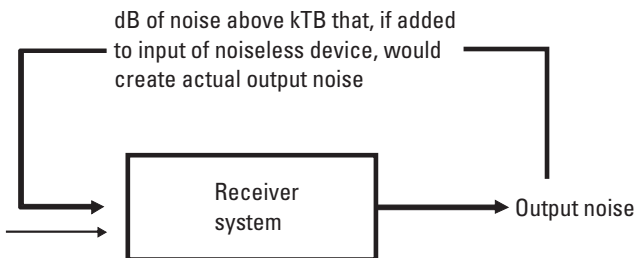 dB of noise above kTB that, if added
to input of noiseless device, would
create actual output noise
Receiver
system
Output noise